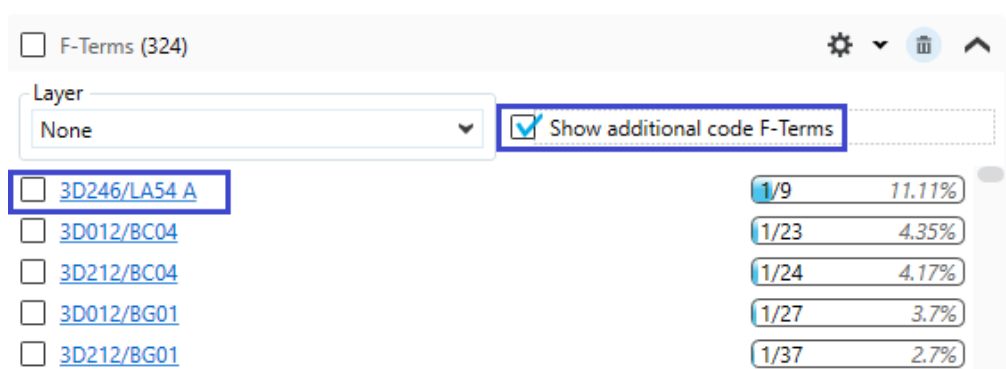 F-Terms (324)
Layer
None
Show additional code F-Terms
3D246/LA54 A 1/9 11.11%
3D012/BC04 1/23 4.35%
3D212/BC04 1/24 4.17%
3D012/BG01 1/27 3.7%
3D212/BG01 1/37 2.7%